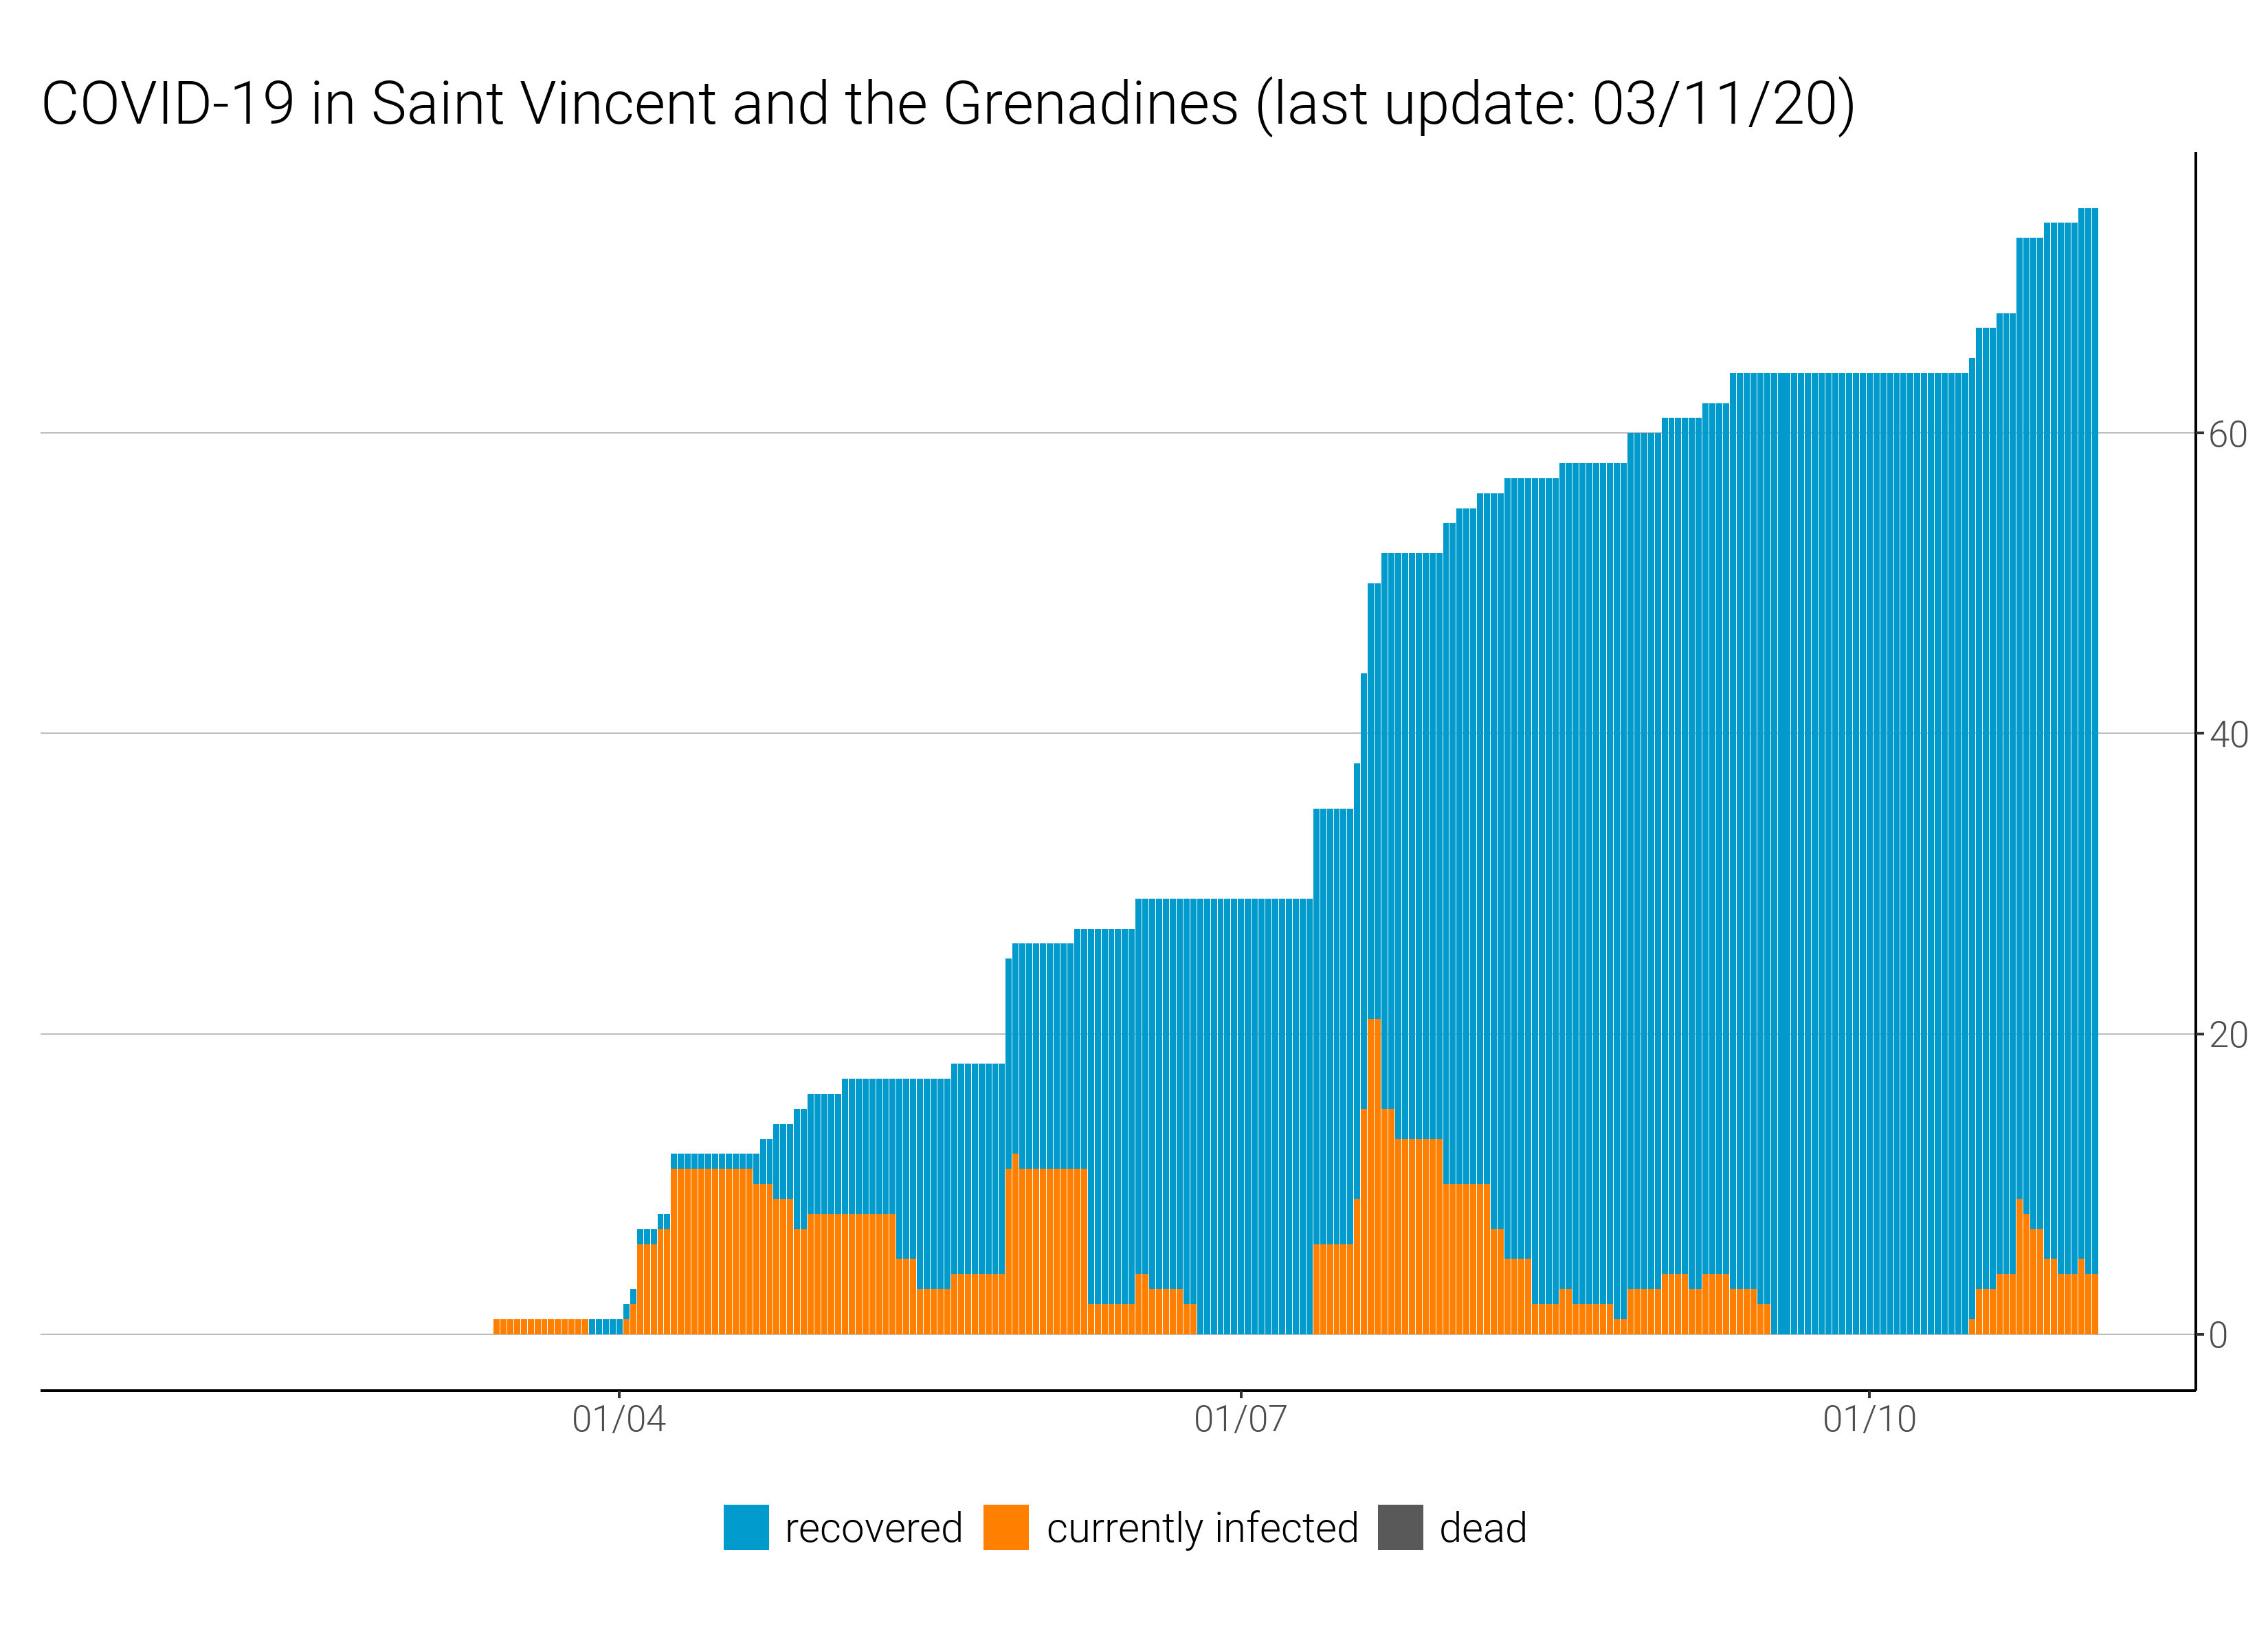 COVID-19 in Saint Vincent and the Grenadines (last update: 03/11/20)
60
40
20
0
01/04 01/07 01/10
recovered currently infected dead